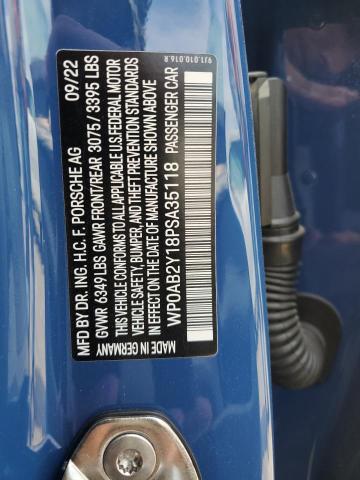 9J1.010.016.R
09/22
MFD BY DR. ING. H.C. F. PORSCHE AG
GVWR 6349 LBS GAWR FRONT/REAR 3075/ 3395 LBS
THIS VEHICLE CONFORMS TO ALL APPLICABLE U.S.FEDERAL MOTOR
VEHICLE SAFETY, BUMPER, AND THEFT PREVENTION STANDARDS
IN EFFECT ON THE DATE OF MANUFACTURE SHOWN ABOVE
WP0AB2Y18PSA35118 PASSENGER CAR
MADE IN GERMANY